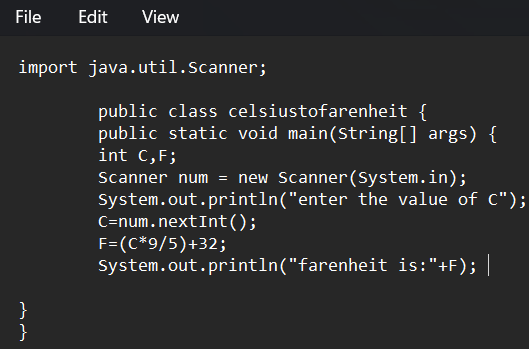 File Edit View
import java.util.Scanner;
public class celsiustofarenheit {
public static void main(String[] args) {
int C,F;
Scanner num = new Scanner(System.in);
System.out.println("enter the value of C");
C=num.nextInt();
F=(C*9/5)+32;
System.out.println("farenheit is:"+F);
}
}